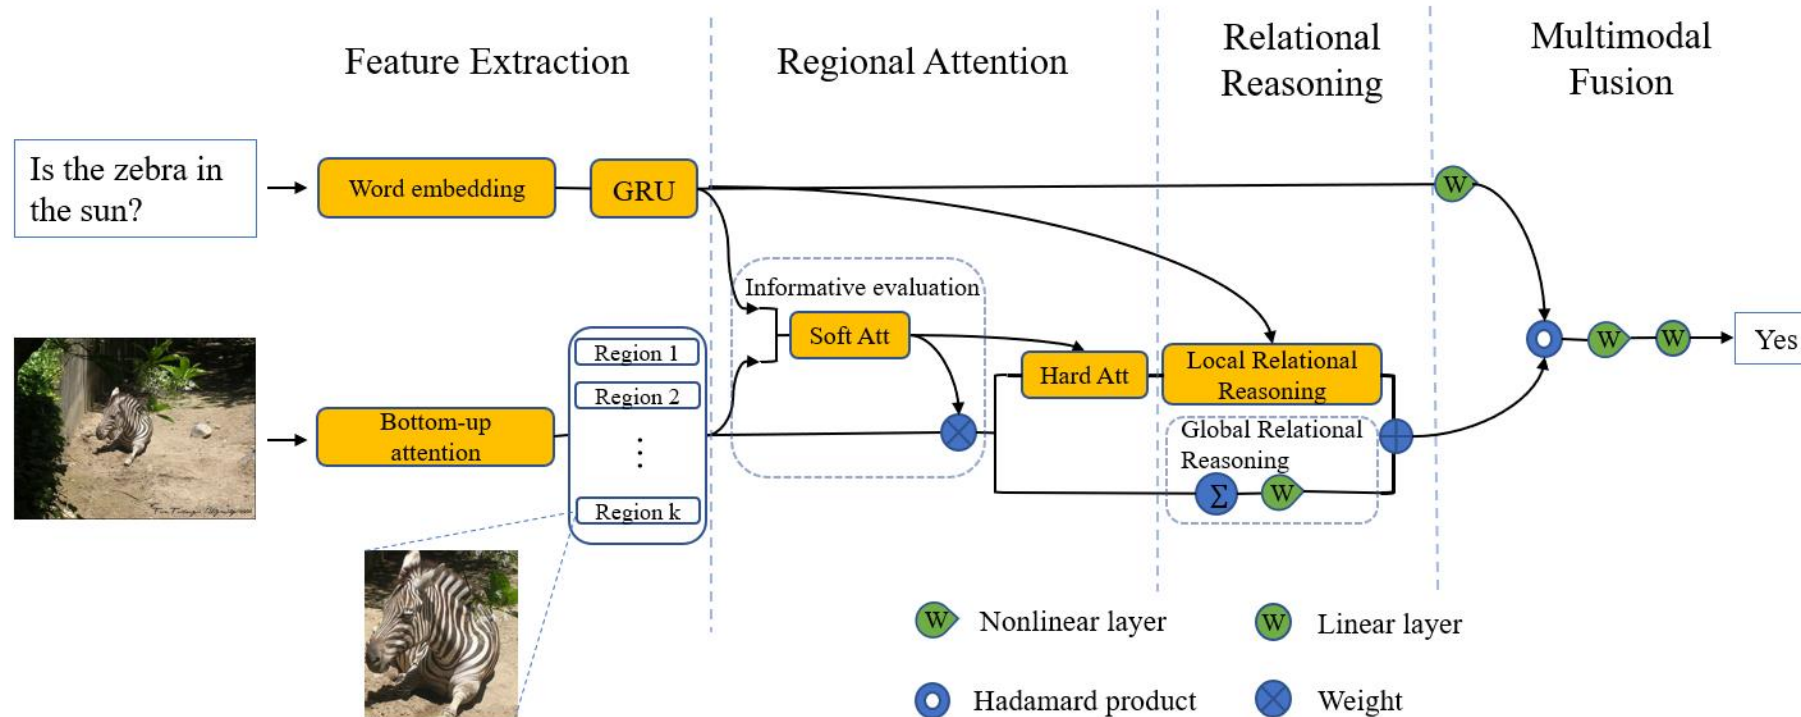 Feature Extraction
Regional Attention
Relational
Reasoning
Multimodal
Fusion
Is the zebra in
the sun?
Word embedding
GRU
W
Informative evaluation
Soft Att
Region 1
Region 2
Region k
Bottom-up
attention
Hard Att
Local Relational
Reasoning
Global Relational
Reasoning
Σ
W
W
W
Yes
W
Nonlinear layer
W
Linear layer
Hadamard product
Weight